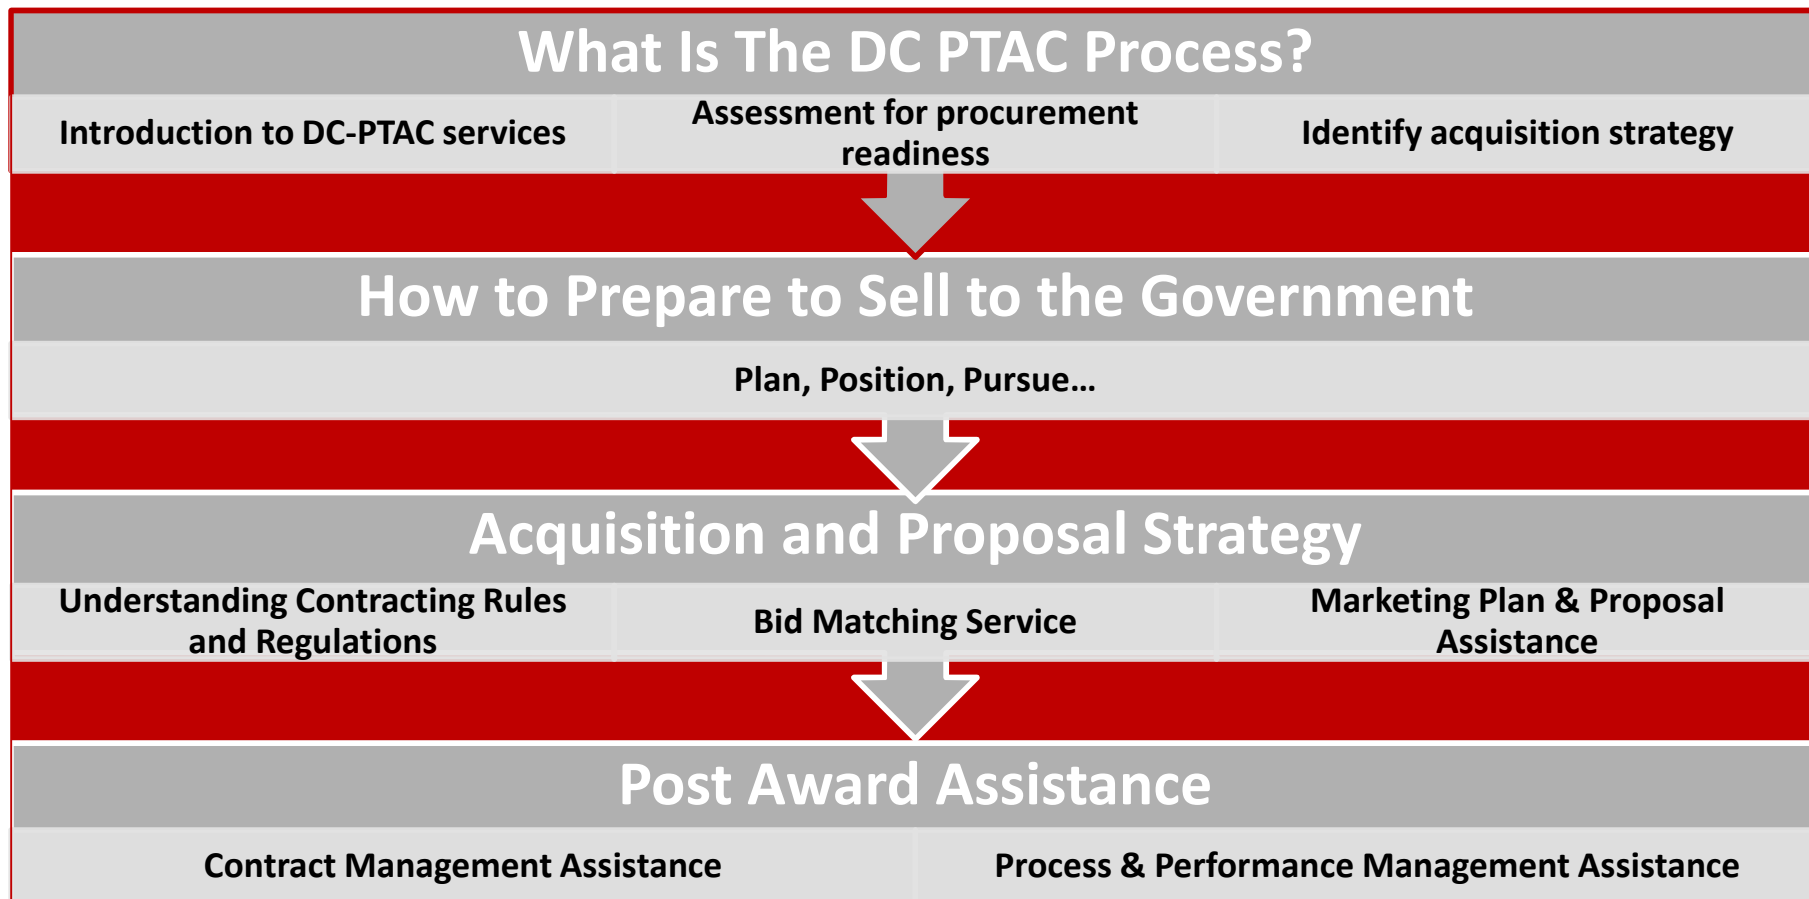 What Is The DC PTAC Process?
Introduction to DC-PTAC services
Assessment for procurement
readiness
Identify acquisition strategy
How to Prepare to Sell to the Government
Plan, Position, Pursue…
Acquisition and Proposal Strategy
Understanding Contracting Rules
and Regulations
Bid Matching Service
Marketing Plan & Proposal
Assistance
Post Award Assistance
Contract Management Assistance
Process & Performance Management Assistance